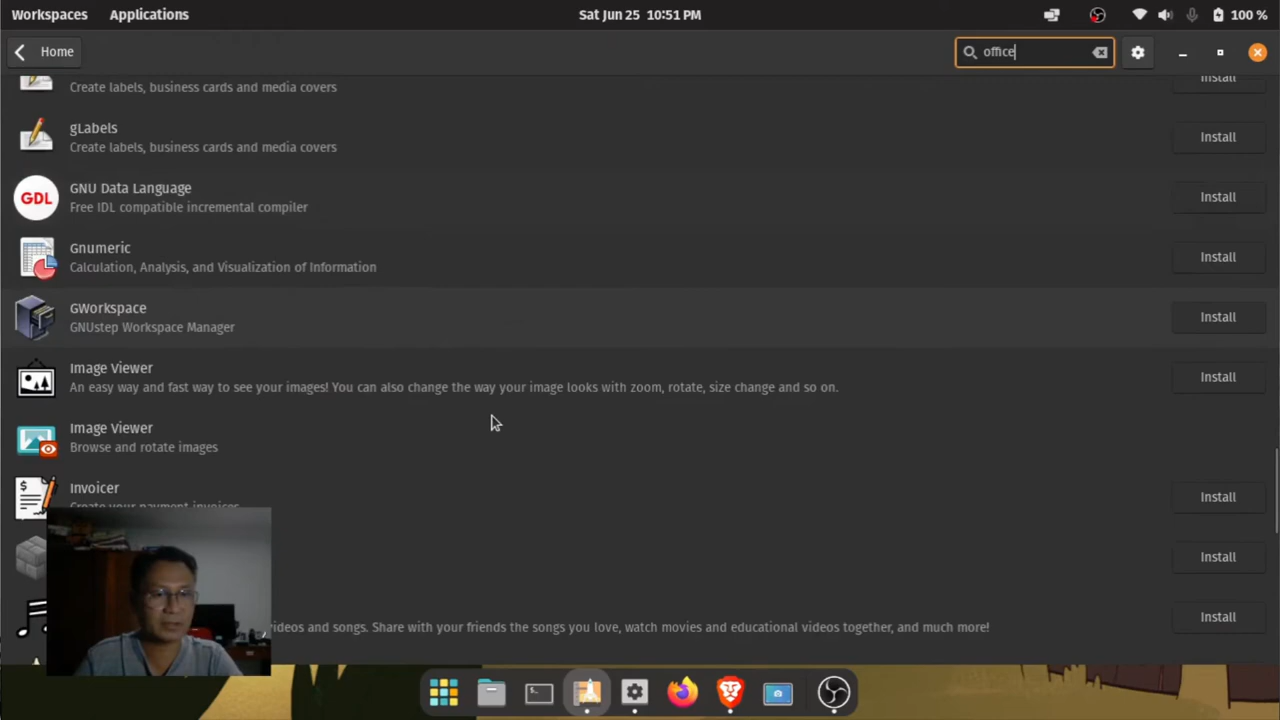 Workspaces Applications Sat Jun 25 10:51 PM 100 %
Home office
Install
Create labels, business cards and media covers
gLabels
Create labels, business cards and media covers
Install
GNU Data Language
Free IDL compatible incremental compiler
Install
GDL
Gnumeric
Calculation, Analysis, and Visualization of Information
Install
GWorkspace
GNUstep Workspace Manager
Install
Image Viewer
An easy way and fast way to see your images! You can also change the way your image looks with zoom, rotate, size change and so on.
Install
Image Viewer
Browse and rotate images
Invoicer
Create your payment invoices
Install
Install
videos and songs. Share with your friends the songs you love, watch movies and educational videos together, and much more!
Install